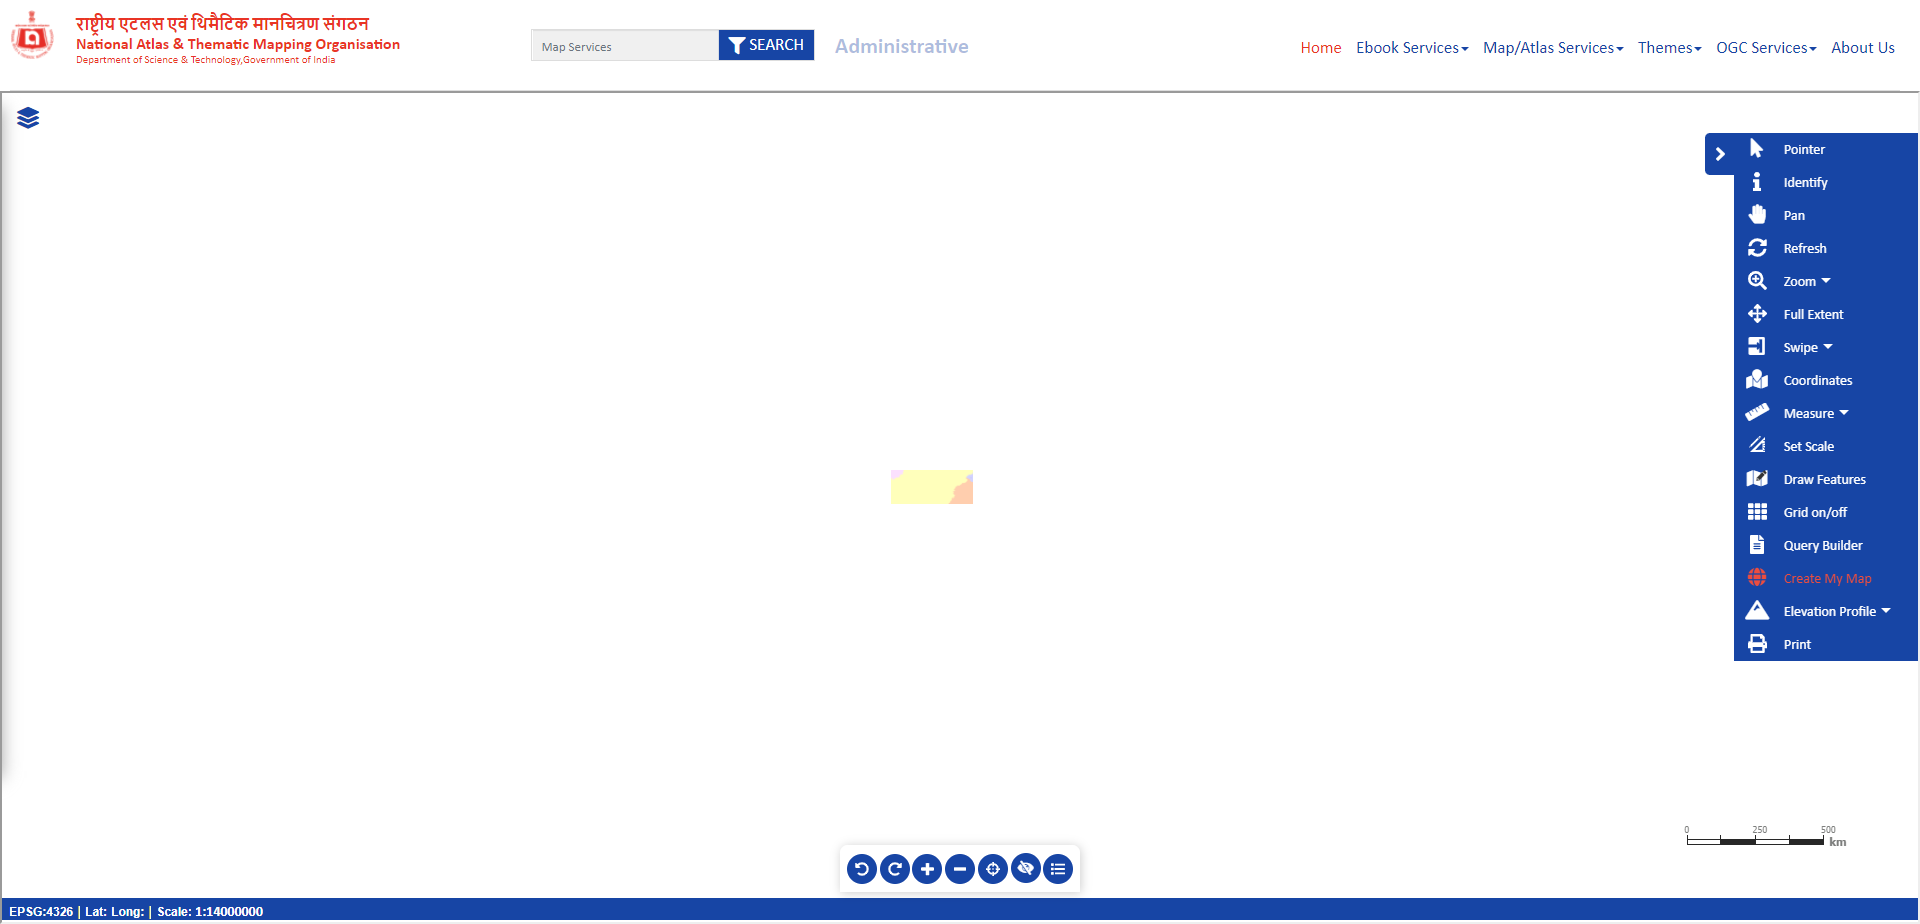 राष्ट्रीय एटलस एवं थिमैटिक मानचित्रण संगठन
National Atlas & Thematic Mapping Organisation
Department of Science & Technology,Government of India
Map Services
SEARCH
Administrative
Home Ebook Services Map/Atlas Services Themes OGC Services About Us
Pointer
Identify
Pan
Refresh
Zoom
Full Extent
Swipe
Coordinates
Measure
Set Scale
Draw Features
Grid on/off
Query Builder
Create My Map
Elevation Profile
Print
0 250 500
km
EPSG:4326 | Lat: Long: | Scale: 1:14000000